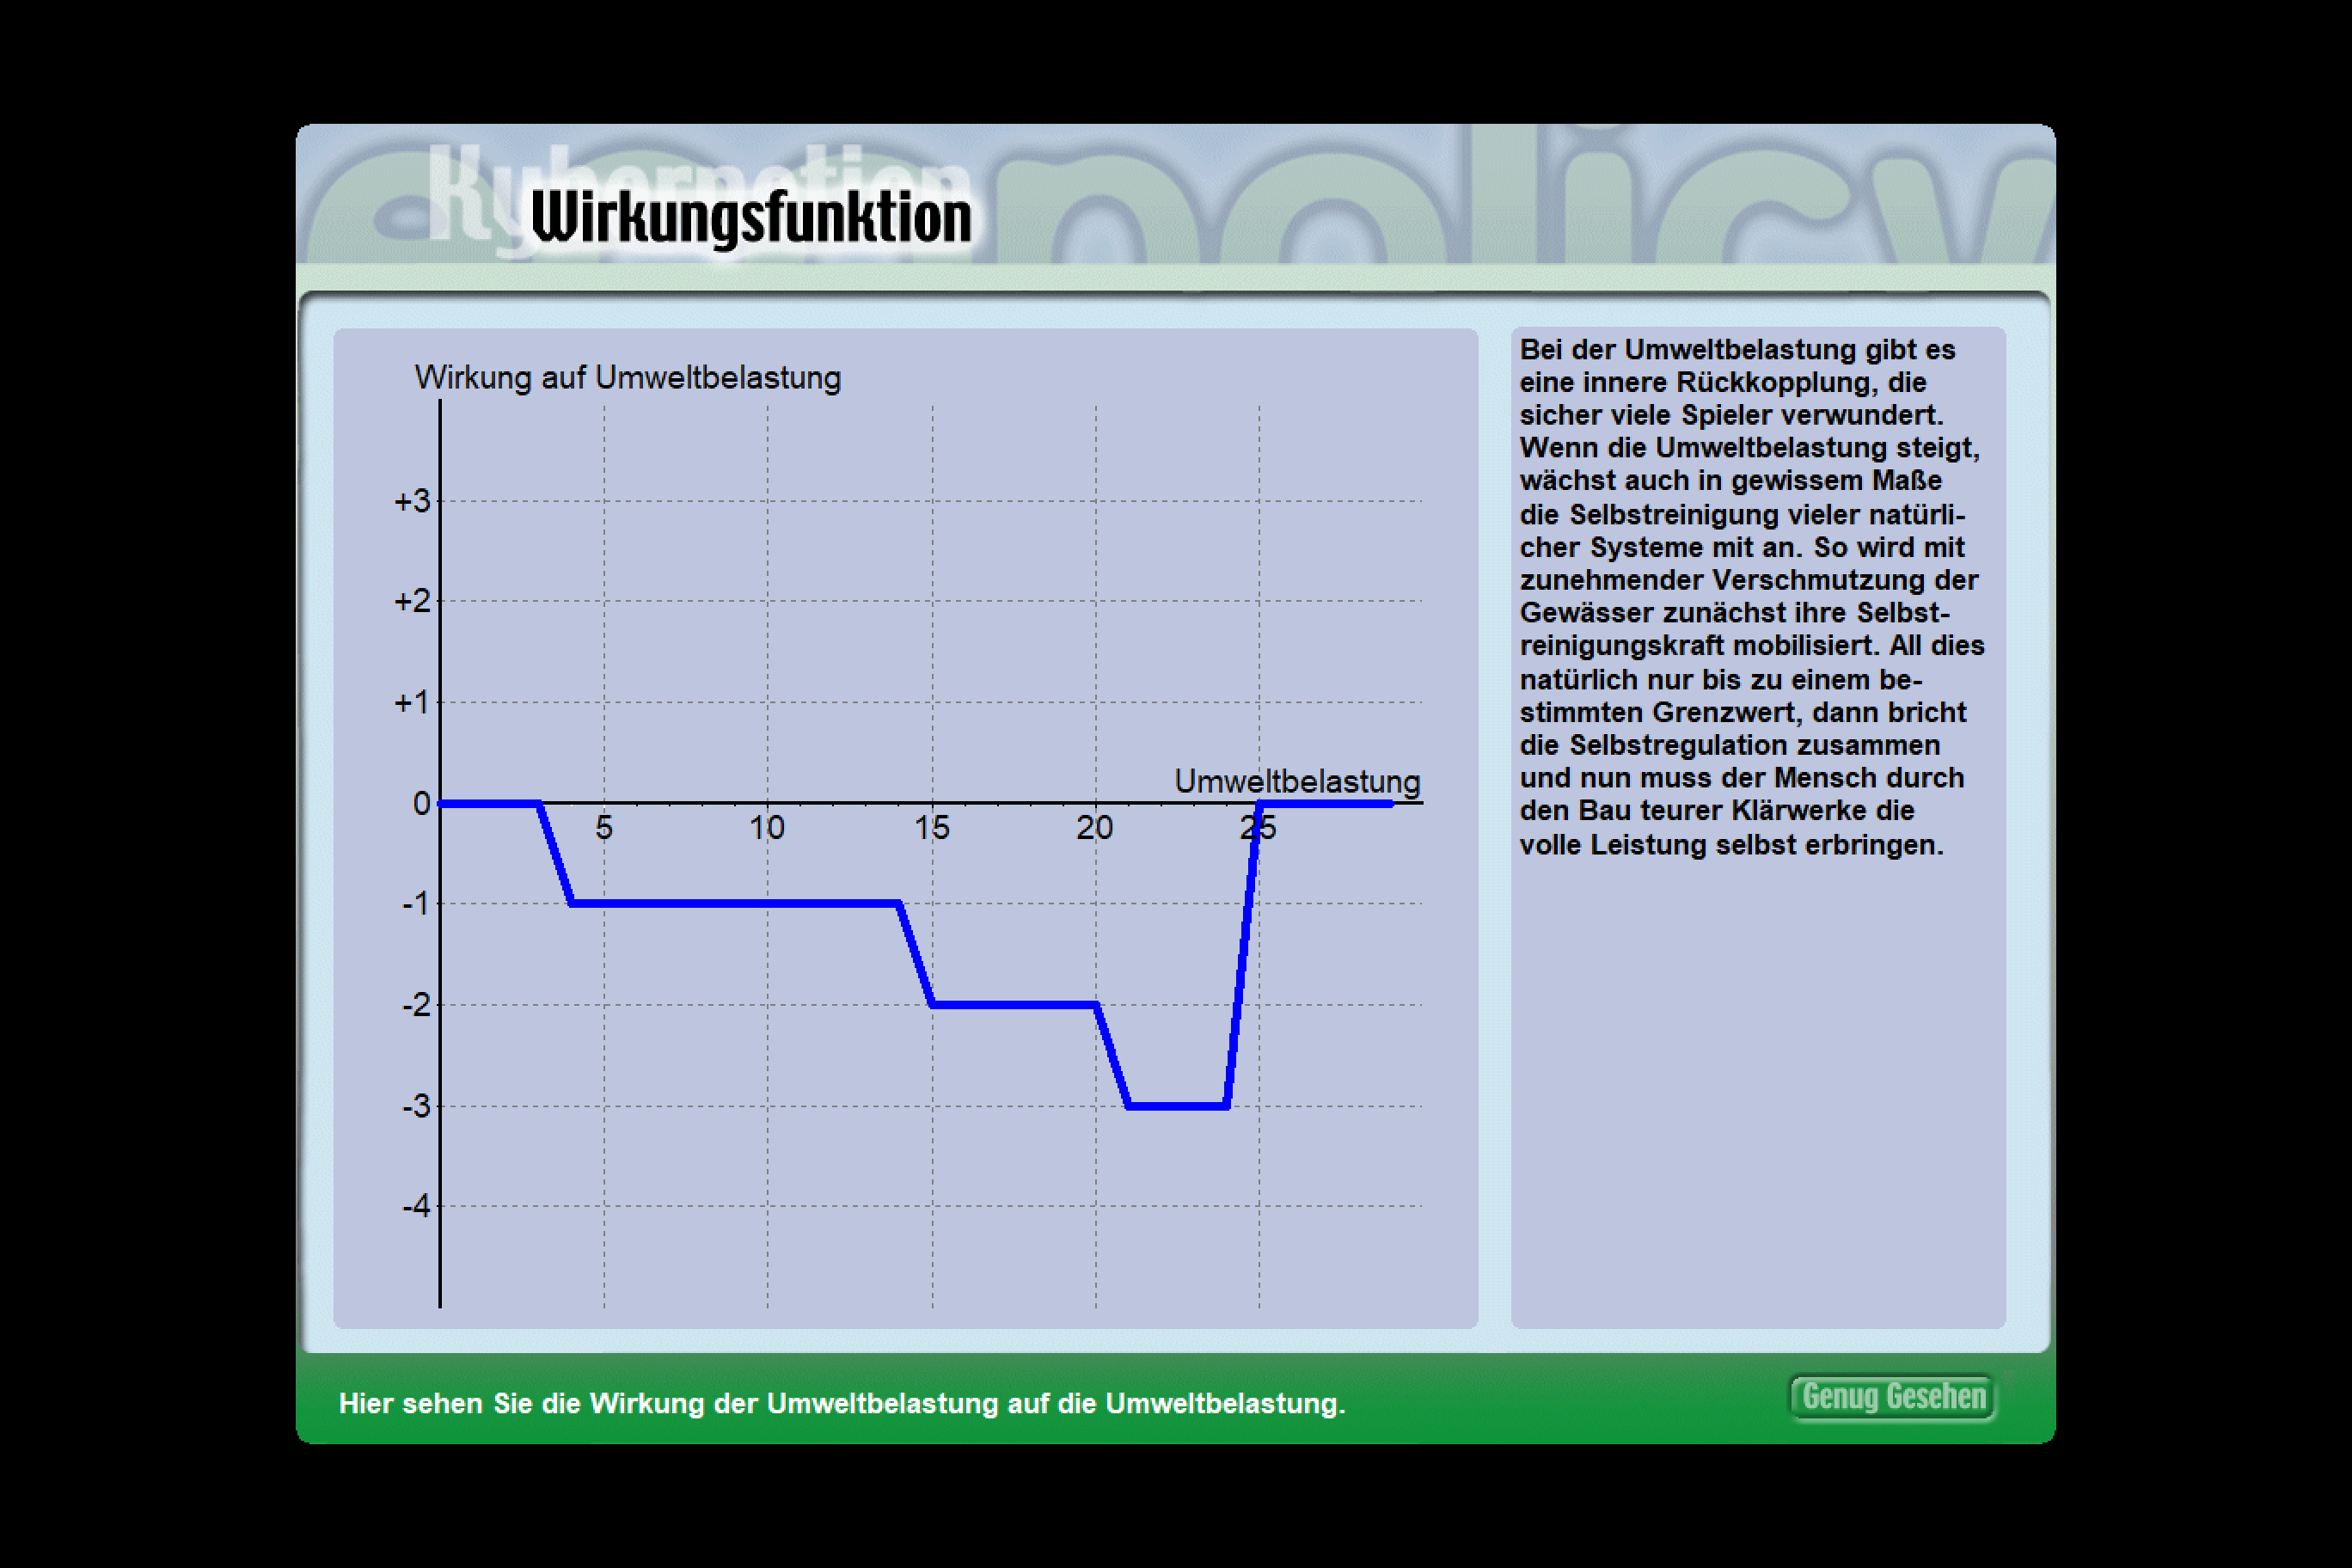 Kybernetien
Wirkungsfunktion
ecopolicy
Wirkung auf Umweltbelastung
+3
+2
+1
Umweltbelastung
0
5 10 15 20 25
-1
-2
-3
-4
Bei der Umweltbelastung gibt es
eine innere Rückkopplung, die
sicher viele Spieler verwundert.
Wenn die Umweltbelastung steigt,
wächst auch in gewissem Maße
die Selbstreinigung vieler natürli-
cher Systeme mit an. So wird mit
zunehmender Verschmutzung der
Gewässer zunächst ihre Selbst-
reinigungskraft mobilisiert. All dies
natürlich nur bis zu einem be-
stimmten Grenzwert, dann bricht
die Selbstregulation zusammen
und nun muss der Mensch durch
den Bau teurer Klärwerke die
volle Leistung selbst erbringen.
Hier sehen Sie die Wirkung der Umweltbelastung auf die Umweltbelastung.
Genug Gesehen